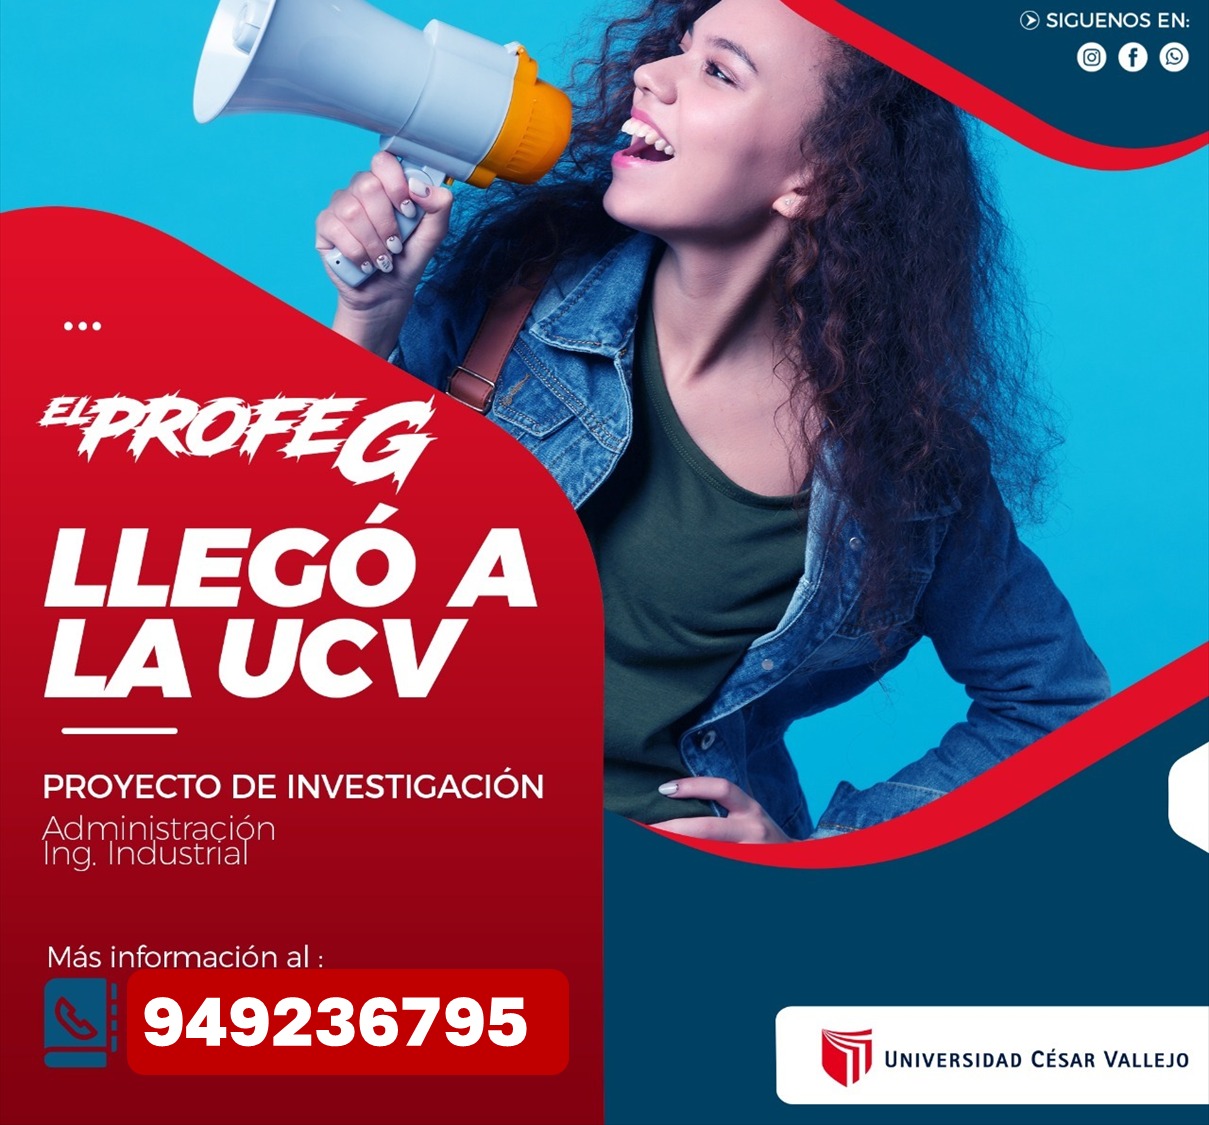 SIGUENOS EN:
EL PROFE G
LLEGÓ A
LA UCV
PROYECTO DE INVESTIGACIÓN
Administración
Ing. Industrial
Más información al :
949236795
UNIVERSIDAD CÉSAR VALLEJO